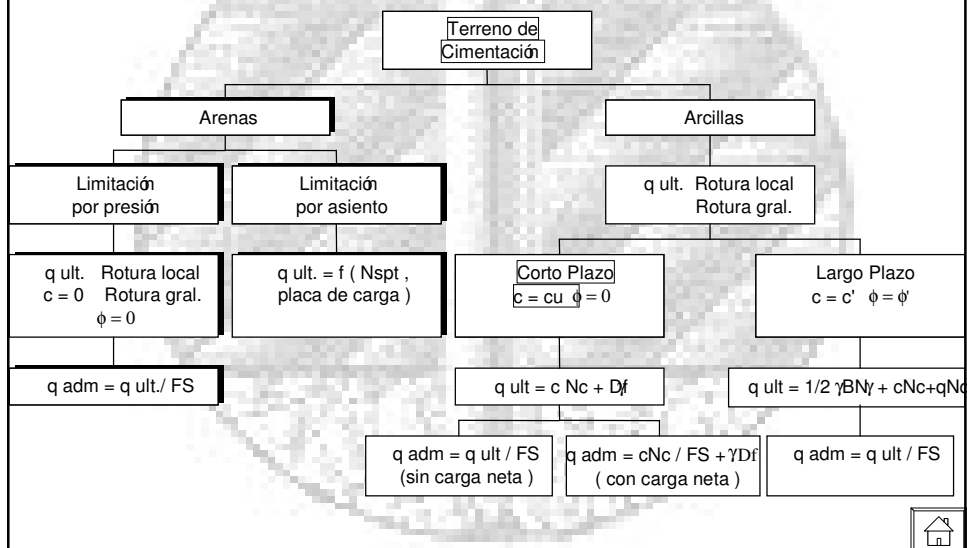 Terreno de
Cimentación
Arenas
Arcillas
Limitación
por presión
Limitación
por asiento
q ult. Rotura local
Rotura gral.
q ult. Rotura local
c = 0 Rotura gral.
ϕ = 0
q ult. = f ( Nspt ,
placa de carga )
Corto Plazo
c = cu ϕ = 0
Largo Plazo
c = c' ϕ = ϕ'
q adm = q ult./ FS
q ult = c Nc + Dγf
q ult = 1/2 γBNγ + cNc+qNq
q adm = q ult / FS
(sin carga neta )
q adm = cNc / FS + γDf
( con carga neta )
q adm = q ult / FS